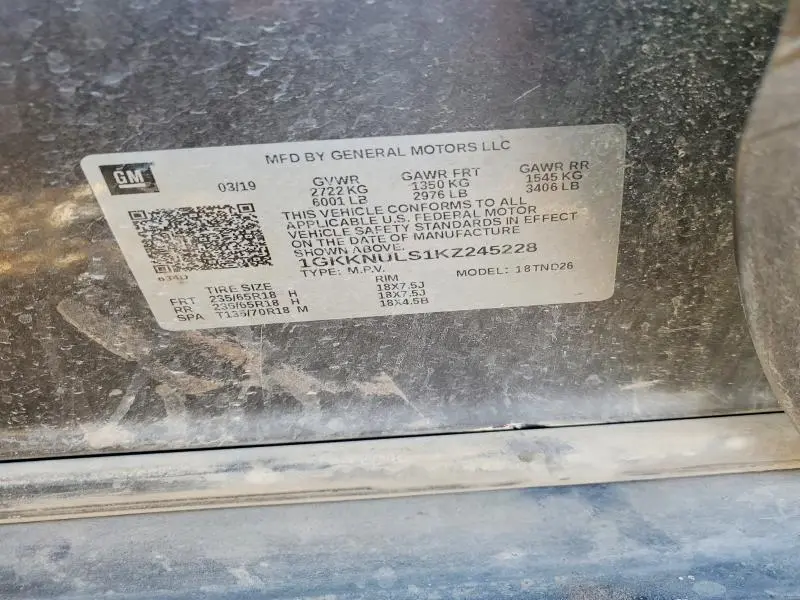 MFD BY GENERAL MOTORS LLC
GM
03/19
GVWR GAWR FRT GAWR RR
2722 KG 1350 KG 1545 KG
6001 LB 2976 LB 3406 LB
THIS VEHICLE CONFORMS TO ALL
APPLICABLE U.S. FEDERAL MOTOR
VEHICLE SAFETY STANDARDS IN EFFECT
ON THE DATE OF MANUFACTURE
SHOWN ABOVE.
1GKKNULS1KZ245228
TYPE: M.P.V. MODEL: 18TND26
TIRE SIZE RIM
FRT 235/65R18 H 18X7.5J
RR 235/65R18 H 18X7.5J
SPA T135/70R18 M 18X4.5B